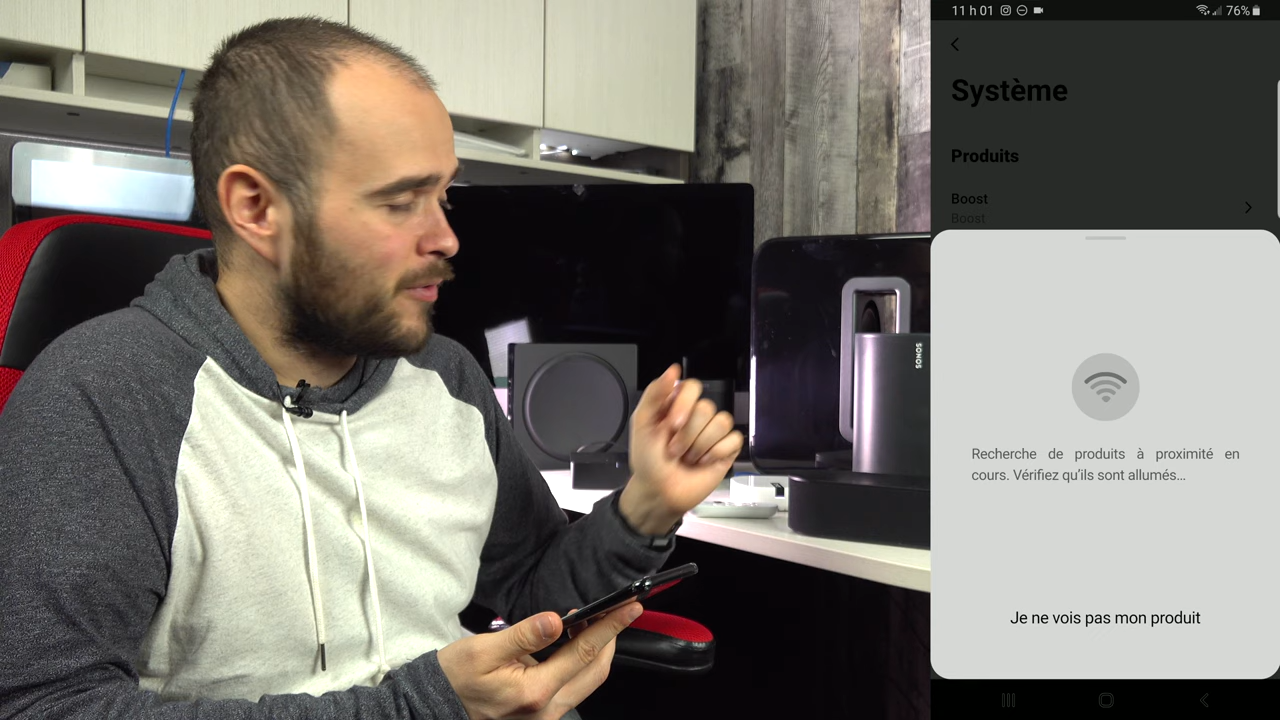 11 h 01
76%
Système
Produits
Boost
Boost
SONOS
Recherche de produits à proximité en
cours. Vérifiez qu'ils sont allumés...
Je ne vois pas mon produit